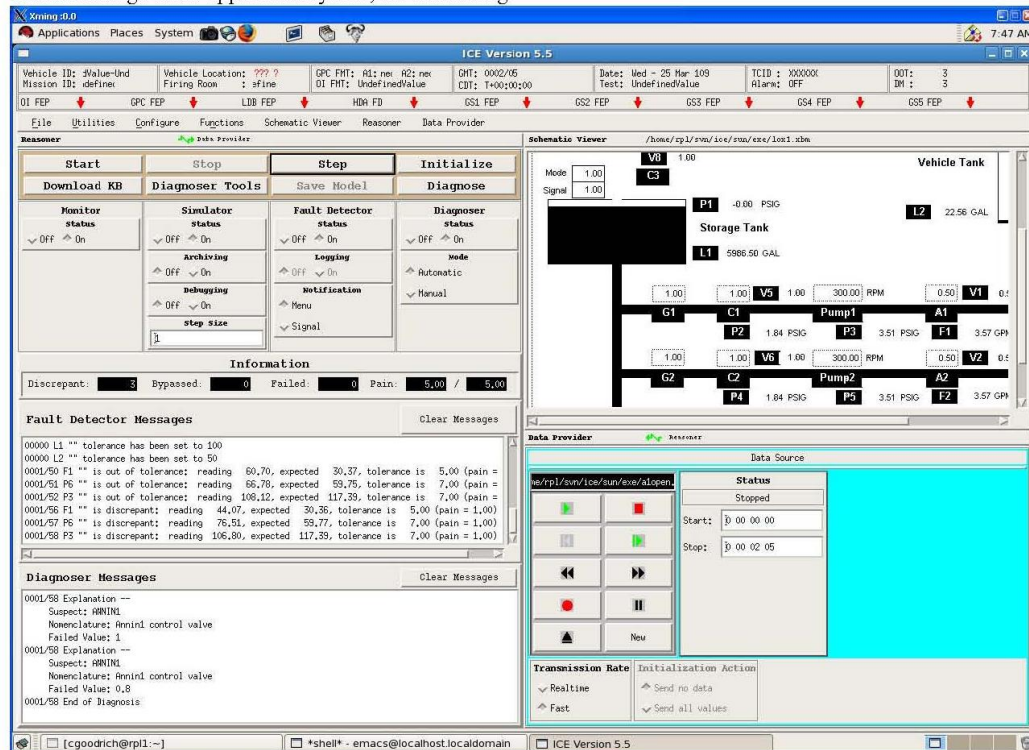 Xming :0.0
Applications Places System 7:47 AM
ICE Version 5.5
Vehicle ID: :Value-Und Vehicle Location: ??? ? GPC FMT: A1: nei A2: nei GMT: 0002/05 Date: Wed - 25 Mar 109 TCID : XXXXXX OOT: 3
Firing Room : OI FMT: UndefinedValue CDT: T+00:00:00 Test: UndefinedValue Alarm: OFF DM : 3
OI FEP GPC FEP LDB FEP HDA FD GS1 FEP GS2 FEP GS3 FEP GS4 FEP GS5 FEP
File Utilities Configure Functions Schematic Viewer Reasoner Data Provider
Reasoner Data Provider
Start Stop Step Initialize
Download KB Diagnoser Tools Save Model Diagnose
Monitor Simulator Fault Detector Diagnoser
Status Status Status Status
Off On Off On Off On Off On
Archiving Logging Mode
Off On Off On Automatic
Debugging Notification Manual
Off On Menu
Step Size Signal
1
Information
Discrepant: 3 Bypassed: 0 Failed: 0 Pain: 5.00 / 5.00
Fault Detector Messages Clear Messages
00000 L1 "" tolerance has been set to 100
00000 L2 "" tolerance has been set to 50
0001/50 F1 "" is out of tolerance: reading 60.70, expected 30.37, tolerance is 5.00 (pain =
0001/51 P6 "" is out of tolerance: reading 66.78, expected 59.75, tolerance is 7.00 (pain =
0001/52 P3 "" is out of tolerance: reading 108.12, expected 117.39, tolerance is 7.00 (pain =
0001/56 F1 "" is discrepant: reading 44.07, expected 30.36, tolerance is 5.00 (pain = 1.00)
0001/57 P6 "" is discrepant: reading 76.51, expected 59.77, tolerance is 7.00 (pain = 1.00)
0001/58 P3 "" is discrepant: reading 106.80, expected 117.39, tolerance is 7.00 (pain = 1.00)
Diagnoser Messages Clear Messages
0001/58 Explanation --
Suspect: ANNIN1
Nomenclature: Annin1 control valve
Failed Value: 1
0001/58 Explanation --
Suspect: ANNIN1
Nomenclature: Annin1 control valve
Failed Value: 0.8
0001/58 End of Diagnosis
Schematic Viewer /home/rpl/svn/ice/sun/exe/lox1.xbm
V8 1.00 Vehicle Tank
Mode 1.00 C3
Signal 1.00
P1 -0.00 PSIG L2 22.56 GAL
Storage Tank
L1 5986.50 GAL
1.00 1.00 V5 1.00 300.00 RPM 0.50 V1
G1 C1 Pump1 A1
P2 1.84 PSIG P3 3.51 PSIG F1 3.57 GPM
1.00 1.00 V6 1.00 300.00 RPM 0.50 V2
G2 C2 Pump2 A2
P4 1.84 PSIG P5 3.51 PSIG F2 3.57 GPM
Data Provider Reasoner
Data Source
me/rpl/svn/ice/sun/exe/a1open. Status
Stopped
Start: 0 00 00 00
Stop: 0 00 02 05
New
Transmission Rate Initialization Action
Realtime Send no data
Fast Send all values
[cgoodrich@rpl1:~] *shell* - emacs@localhost.localdomain ICE Version 5.5